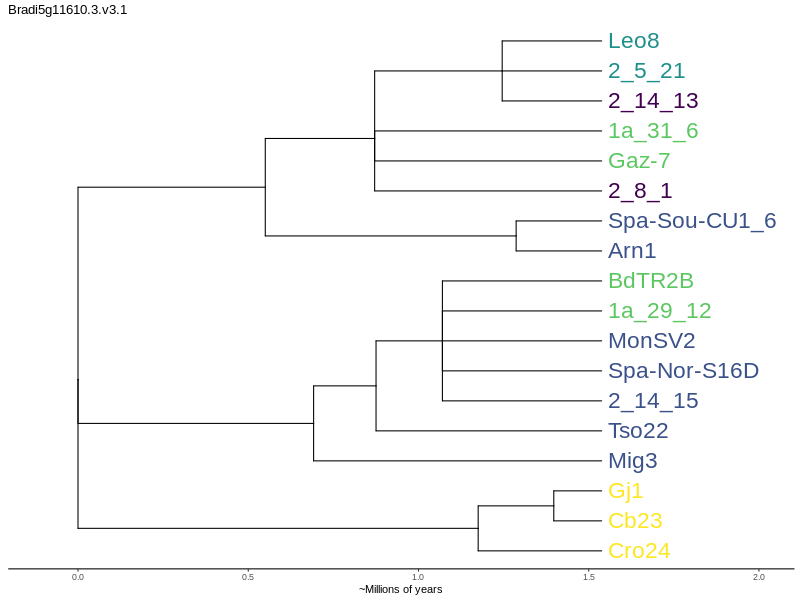 Bradi5g11610.3.v3.1
Leo8
2_5_21
2_14_13
1a_31_6
Gaz-7
2_8_1
Spa-Sou-CU1_6
Arn1
BdTR2B
1a_29_12
MonSV2
Spa-Nor-S16D
2_14_15
Tso22
Mig3
Gj1
Cb23
Cro24
0.0 0.5 1.0 1.5 2.0
~Millions of years